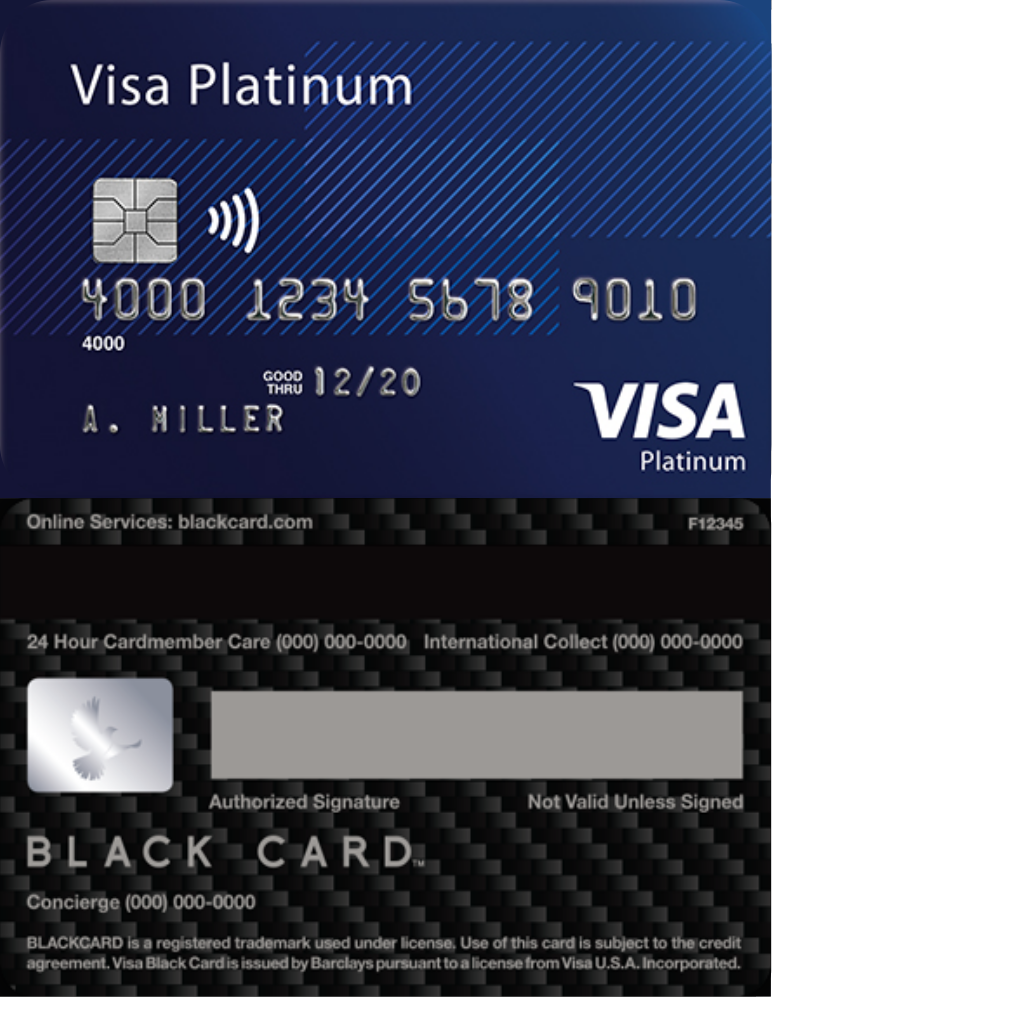 Visa Platinum
4000 1234 5678 9010
4000
GOOD THRU 12/20
A. MILLER
VISA
Platinum
Online Services: blackcard.com F12345
24 Hour Cardmember Care (000) 000-0000 International Collect (000) 000-0000
Authorized Signature Not Valid Unless Signed
BLACK CARD™
Concierge (000) 000-0000
BLACKCARD is a registered trademark used under license. Use of this card is subject to the credit
agreement. Visa Black Card is issued by Barclays pursuant to a license from Visa U.S.A. Incorporated.